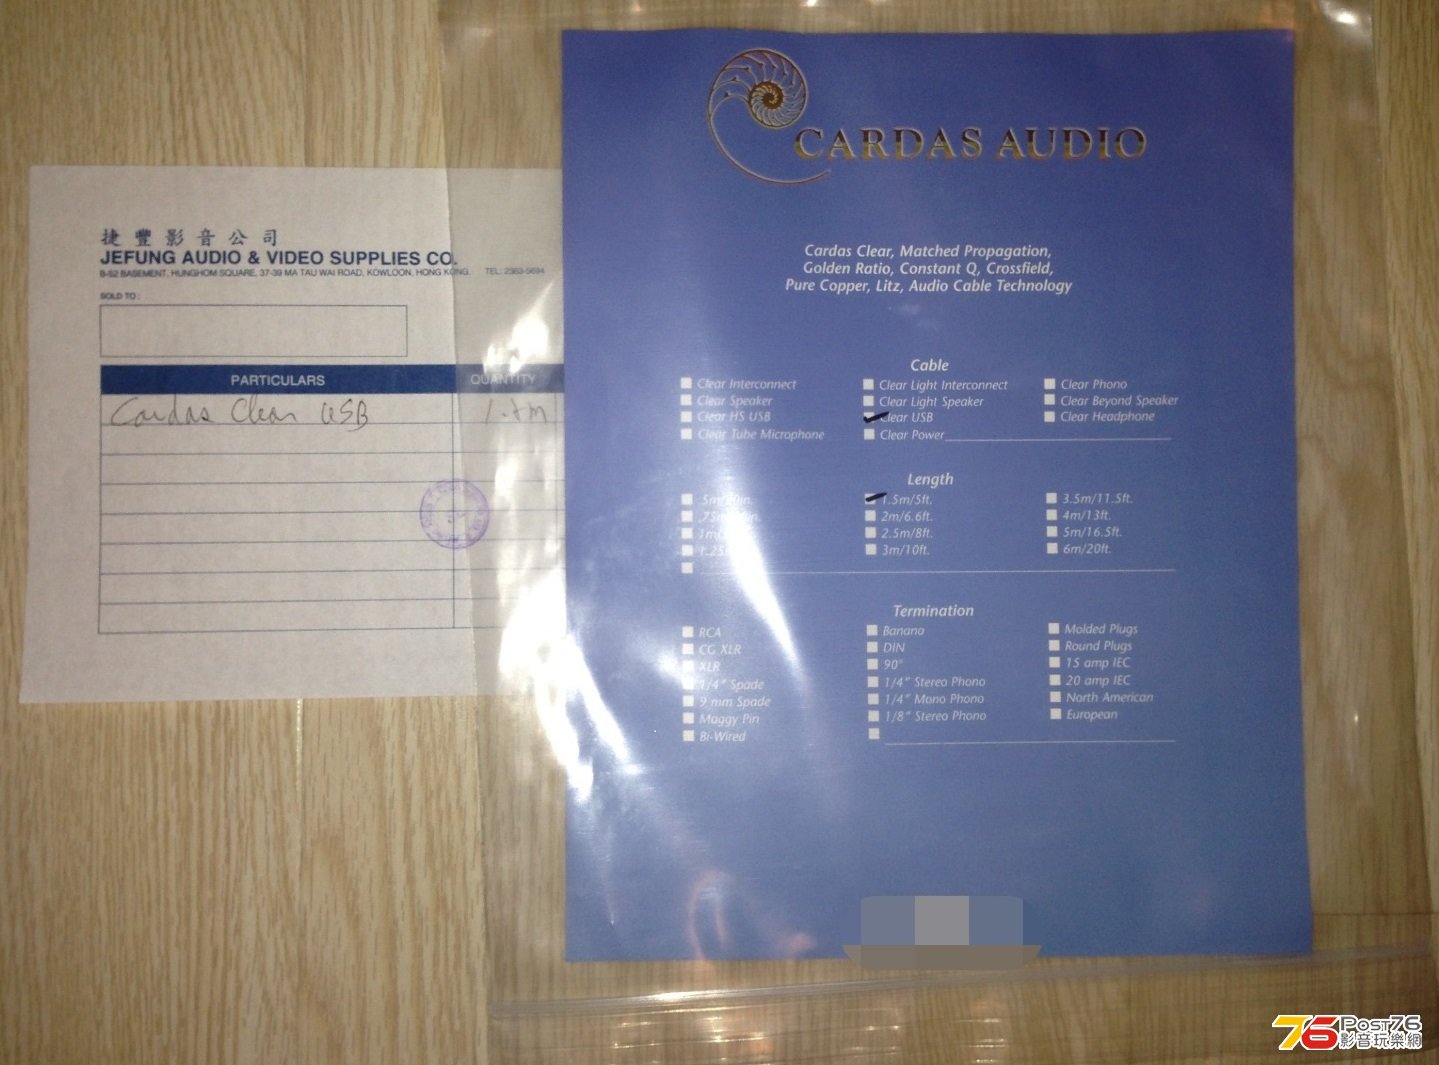 捷豐影音公司
JEFUNG AUDIO & VIDEO SUPPLIES CO.
B-52 BASEMENT, HUNGHOM SQUARE, 37-39 MA TAU WAI ROAD, KOWLOON, HONG KONG. TEL: 2363-5694
SOLD TO :
PARTICULARS QUANTITY
Cardas Clear USB
CARDAS AUDIO
Cardas Clear, Matched Propagation,
Golden Ratio, Constant Q, Crossfield,
Pure Copper, Litz, Audio Cable Technology
Cable
Clear Interconnect Clear Light Interconnect Clear Phono
Clear Speaker Clear Light Speaker Clear Beyond Speaker
Clear HS USB Clear USB Clear Headphone
Clear Tube Microphone Clear Power
Length
1.5m/5ft. 3.5m/11.5ft.
2m/6.6ft. 4m/13ft.
2.5m/8ft. 5m/16.5ft.
3m/10ft. 6m/20ft.
Termination
RCA Banana Molded Plugs
CG XLR DIN Round Plugs
XLR 90° 15 amp IEC
1/4" Spade 1/4" Stereo Phono 20 amp IEC
9 mm Spade 1/4" Mono Phono North American
Maggy Pin 1/8" Stereo Phono European
Bi-Wired
76 Post76
影音玩樂網